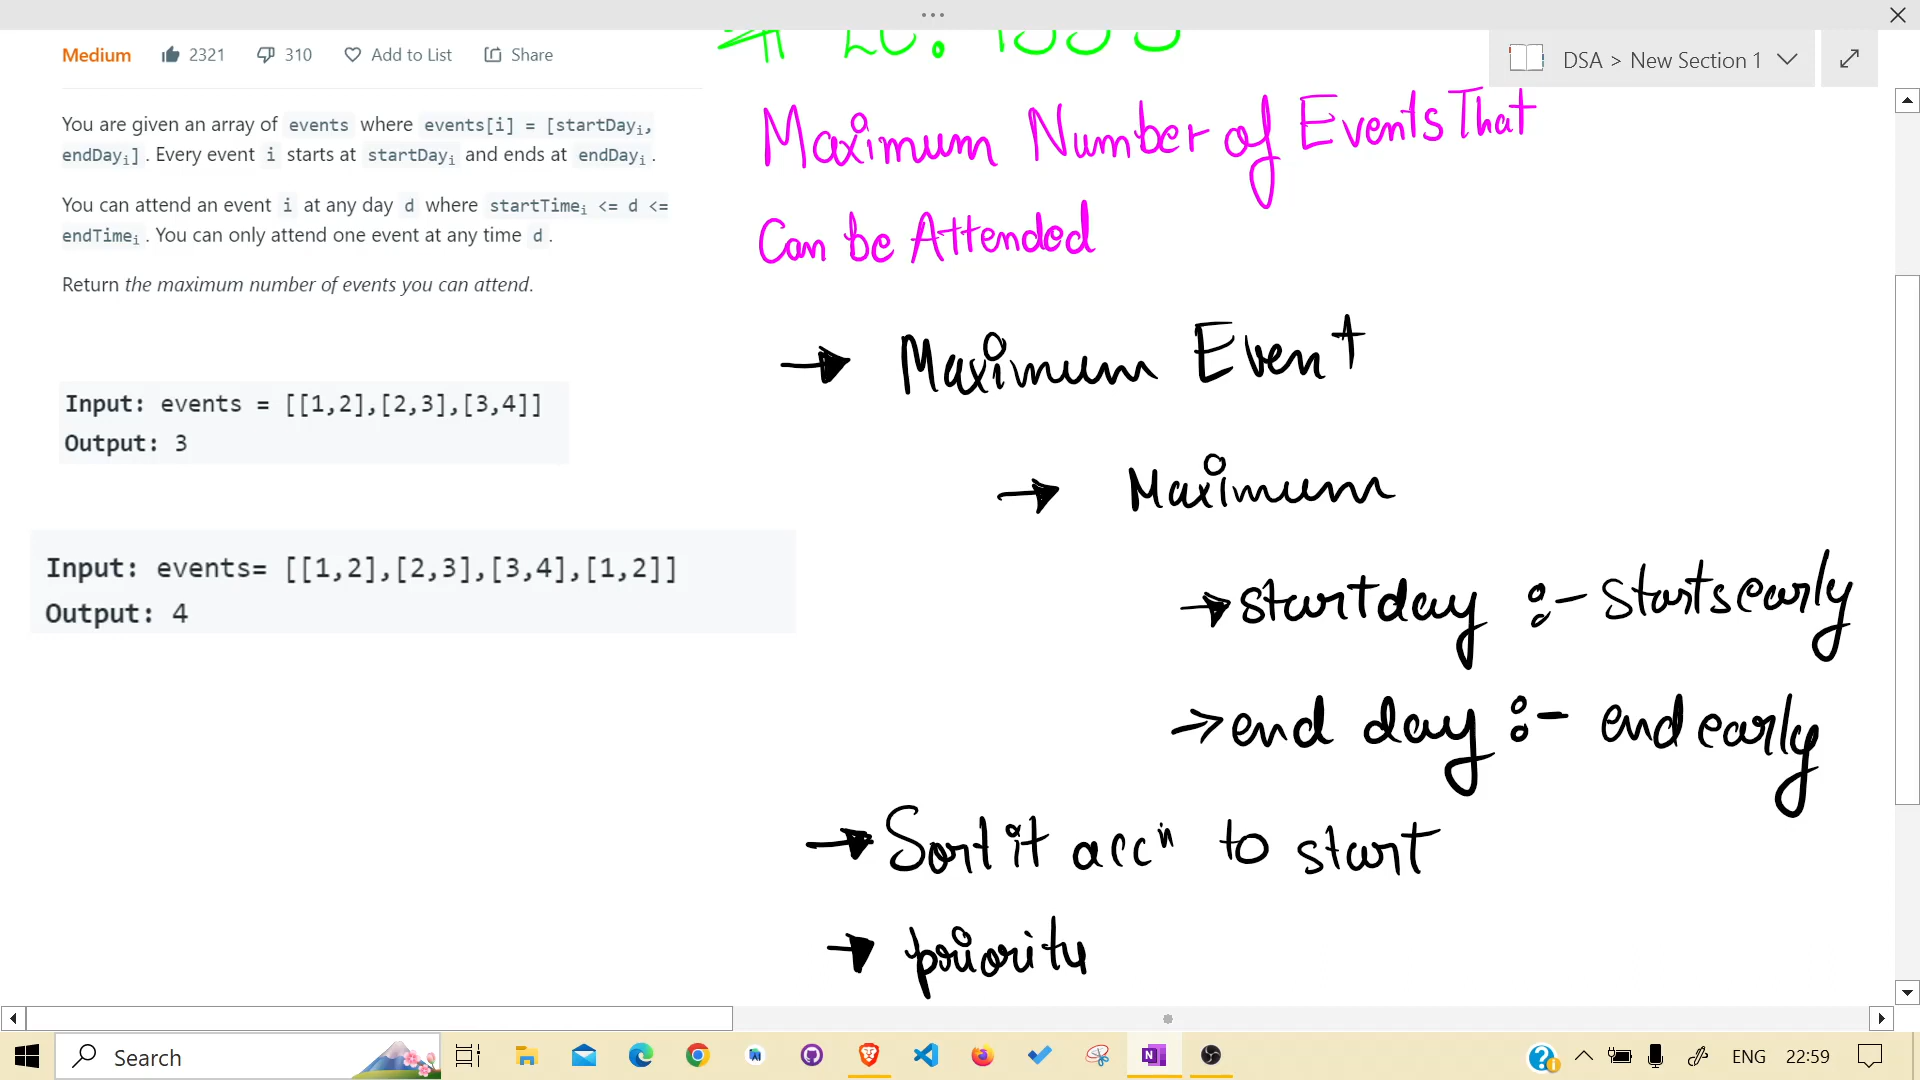 Medium 2321 310 Add to List Share
You are given an array of events where events[i] = [startDayᵢ,
endDayᵢ]. Every event i starts at startDayᵢ and ends at endDayᵢ.
You can attend an event i at any day d where startTimeᵢ <= d <=
endTimeᵢ. You can only attend one event at any time d.
Return the maximum number of events you can attend.
Input: events = [[1,2],[2,3],[3,4]]
Output: 3
Input: events= [[1,2],[2,3],[3,4],[1,2]]
Output: 4
DSA > New Section 1
Maximum Number of Events That
Can be Attended
→ Maximum Event
→ Maximum
→ startday :- starts early
→ end day :- end early
→ Sort it accⁿ to start
→ priority
Search
ENG 22:59